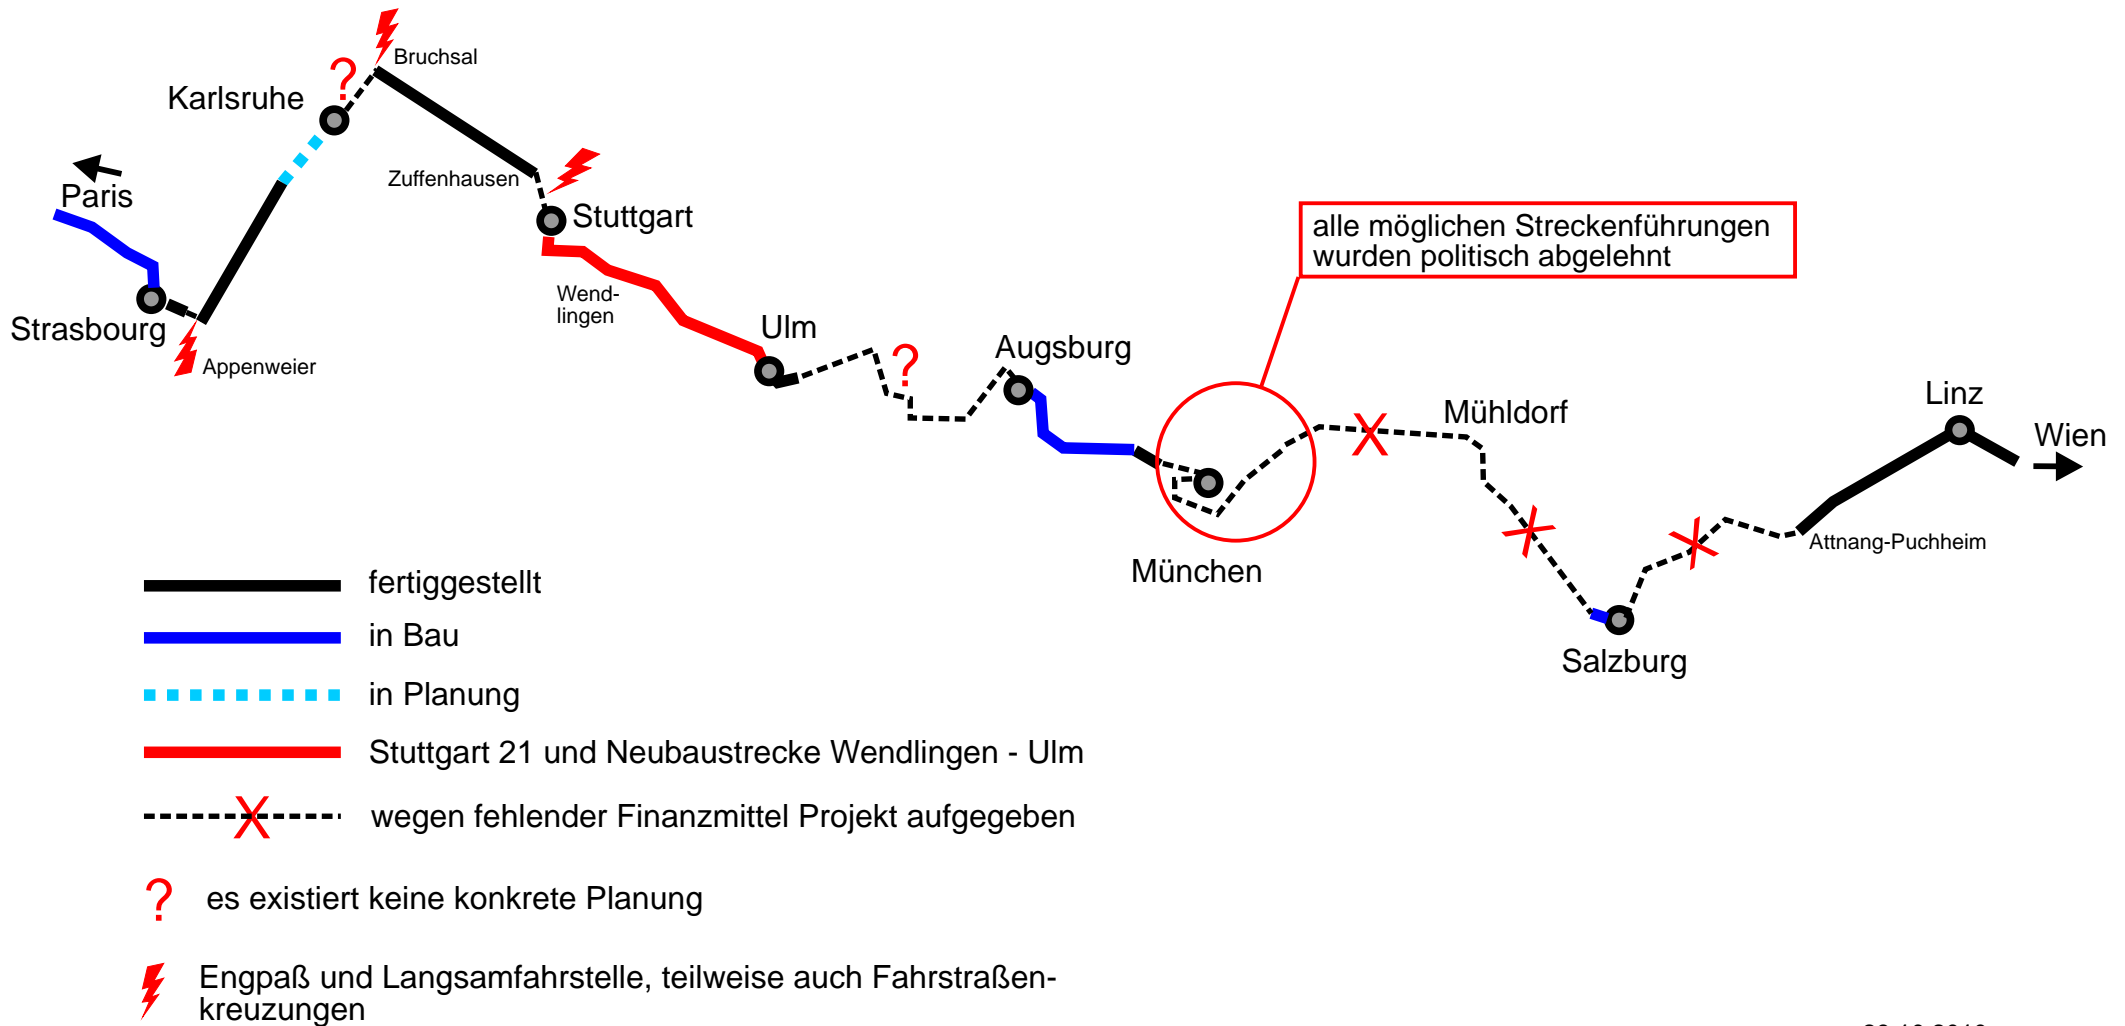 Bruchsal
Karlsruhe
?
Paris
Zuffenhausen
Stuttgart
alle möglichen Streckenführungen
wurden politisch abgelehnt
Strasbourg
Wend-
lingen
Ulm
Appenweier
?
Augsburg
Mühldorf
Linz
Wien
Attnang-Puchheim
München
Salzburg
fertiggestellt
in Bau
in Planung
Stuttgart 21 und Neubaustrecke Wendlingen - Ulm
wegen fehlender Finanzmittel Projekt aufgegeben
? es existiert keine konkrete Planung
Engpaß und Langsamfahrstelle, teilweise auch Fahrstraßen-
kreuzungen